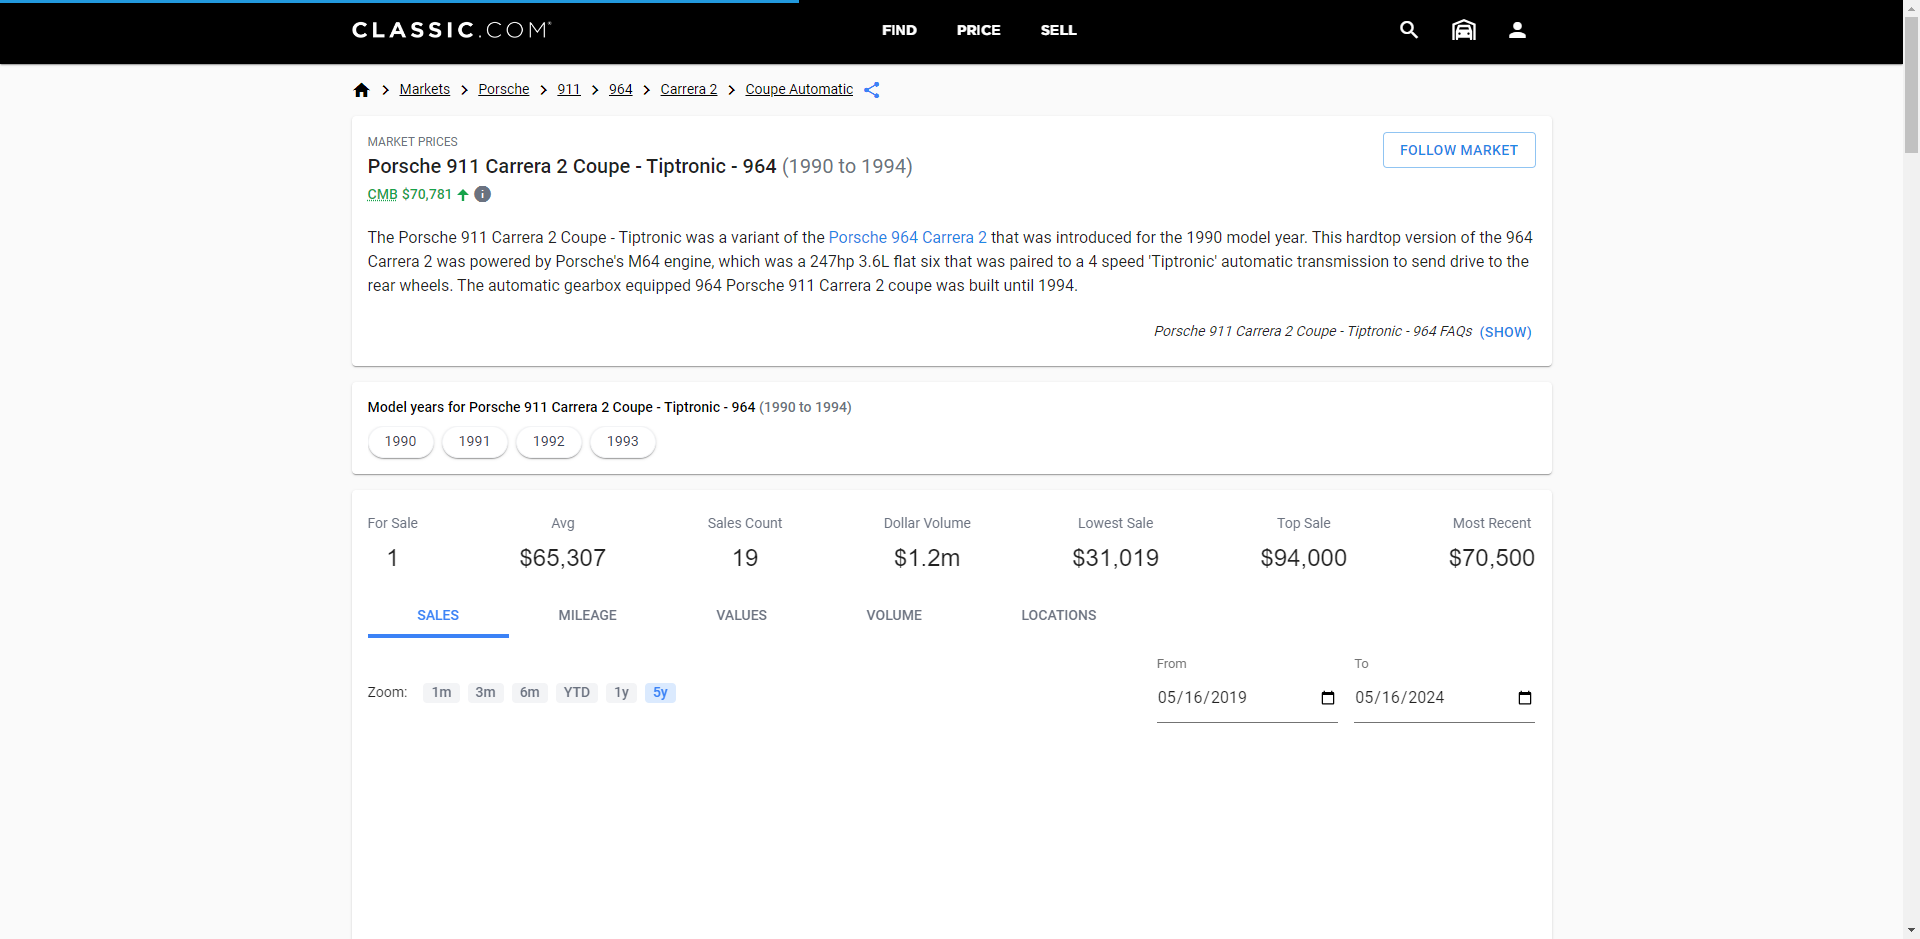 CLASSIC.COM®
FIND PRICE SELL
Markets Porsche 911 964 Carrera 2 Coupe Automatic
MARKET PRICES
FOLLOW MARKET
Porsche 911 Carrera 2 Coupe - Tiptronic - 964 (1990 to 1994)
CMB $70,781
The Porsche 911 Carrera 2 Coupe - Tiptronic was a variant of the Porsche 964 Carrera 2 that was introduced for the 1990 model year. This hardtop version of the 964
Carrera 2 was powered by Porsche's M64 engine, which was a 247hp 3.6L flat six that was paired to a 4 speed 'Tiptronic' automatic transmission to send drive to the
rear wheels. The automatic gearbox equipped 964 Porsche 911 Carrera 2 coupe was built until 1994.
Porsche 911 Carrera 2 Coupe - Tiptronic - 964 FAQs (SHOW)
Model years for Porsche 911 Carrera 2 Coupe - Tiptronic - 964 (1990 to 1994)
1990 1991 1992 1993
For Sale Avg Sales Count Dollar Volume Lowest Sale Top Sale Most Recent
1 $65,307 19 $1.2m $31,019 $94,000 $70,500
SALES MILEAGE VALUES VOLUME LOCATIONS
From To
Zoom: 1m 3m 6m YTD 1y 5y
05/16/2019 05/16/2024